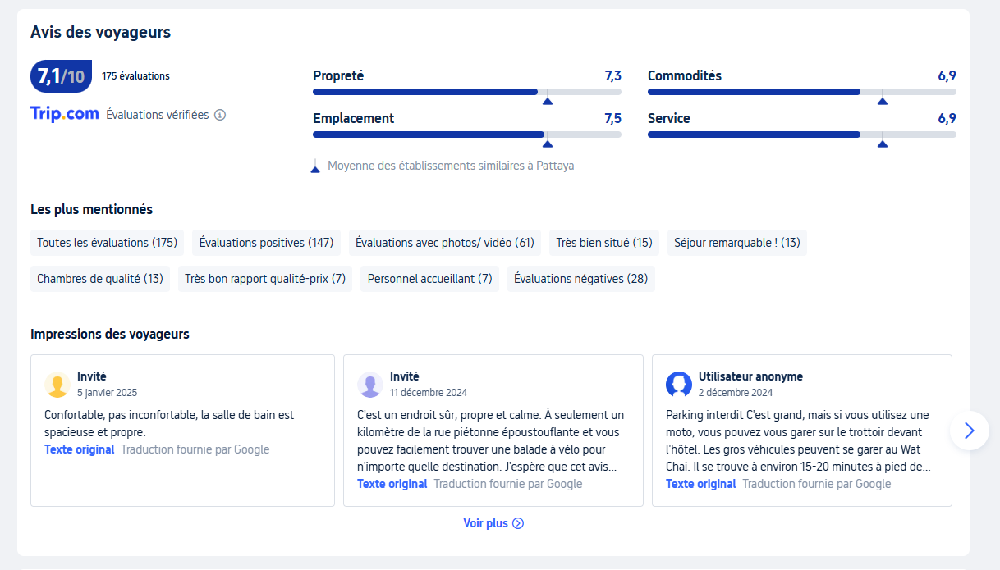 Avis des voyageurs
7,1/10
175 évaluations
Trip.com Évaluations vérifiées
Propreté 7,3
Commodités 6,9
Emplacement 7,5
Service 6,9
Moyenne des établissements similaires à Pattaya
Les plus mentionnés
Toutes les évaluations (175)
Évaluations positives (147)
Évaluations avec photos/ vidéo (61)
Très bien situé (15)
Séjour remarquable ! (13)
Chambres de qualité (13)
Très bon rapport qualité-prix (7)
Personnel accueillant (7)
Évaluations négatives (28)
Impressions des voyageurs
Invité
5 janvier 2025
Confortable, pas inconfortable, la salle de bain est
spacieuse et propre.
Texte original Traduction fournie par Google
Invité
11 décembre 2024
C'est un endroit sûr, propre et calme. À seulement un
kilomètre de la rue piétonne époustouflante et vous
pouvez facilement trouver une balade à vélo pour
n'importe quelle destination. J'espère que cet avis...
Texte original Traduction fournie par Google
Utilisateur anonyme
2 décembre 2024
Parking interdit C'est grand, mais si vous utilisez une
moto, vous pouvez vous garer sur le trottoir devant
l'hôtel. Les gros véhicules peuvent se garer au Wat
Chai. Il se trouve à environ 15-20 minutes à pied de...
Texte original Traduction fournie par Google
Voir plus